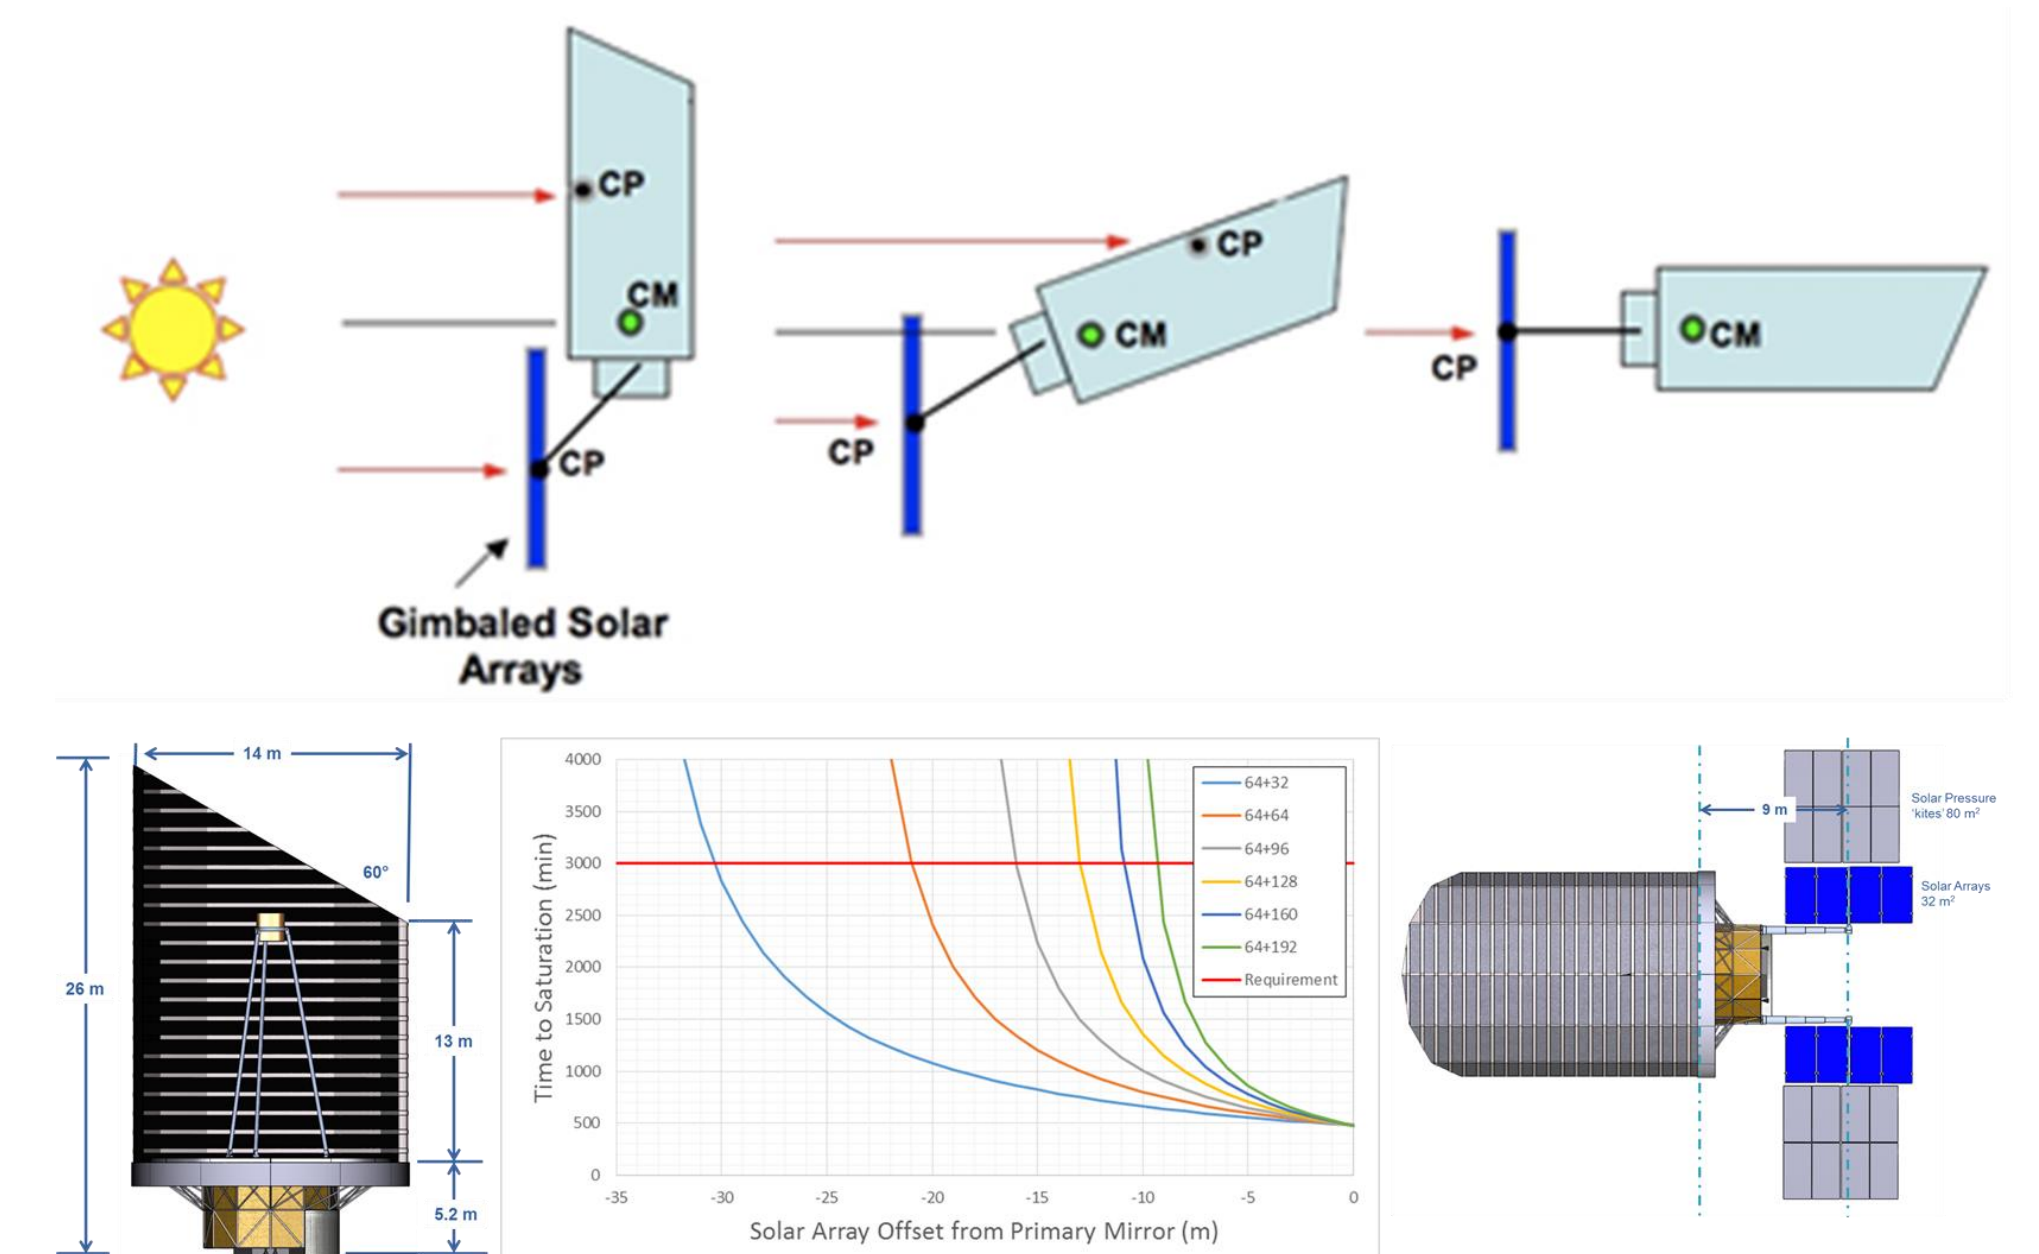 CP
CM
CP
Gimbaled Solar
Arrays
CP
CM
CP
CP
CM
14 m
60°
26 m
13 m
5.2 m
4000
3500
3000
2500
2000
1500
1000
500
0
Time to Saturation (min)
-35
-30
-25
-20
-15
-10
-5
0
Solar Array Offset from Primary Mirror (m)
64+32
64+64
64+96
64+128
64+160
64+192
Requirement
9 m
Solar Pressure
‘kites’ 80 m²
Solar Arrays
32 m²